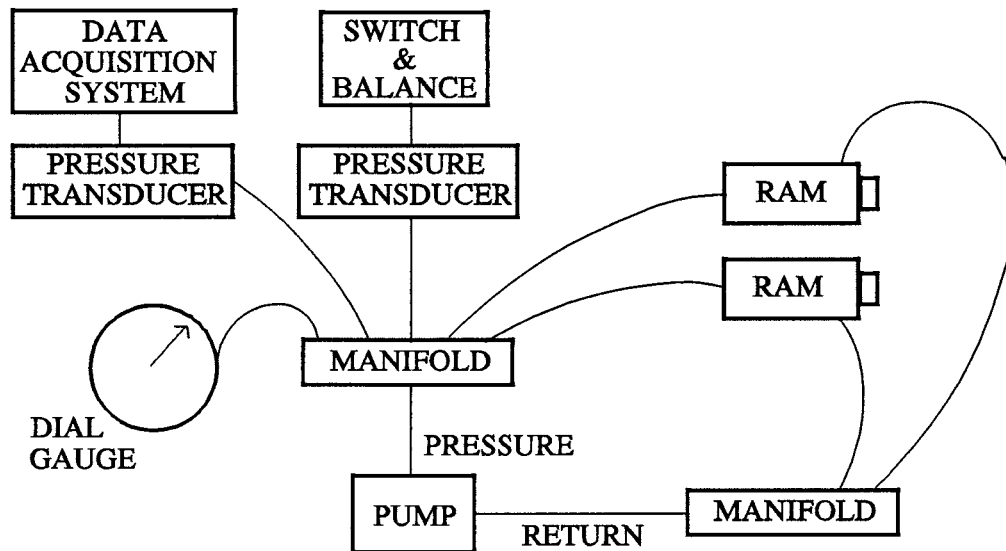 DATA
ACQUISITION
SYSTEM
SWITCH
&
BALANCE
PRESSURE
TRANSDUCER
PRESSURE
TRANSDUCER
RAM
RAM
MANIFOLD
DIAL
GAUGE
PRESSURE
PUMP
RETURN
MANIFOLD